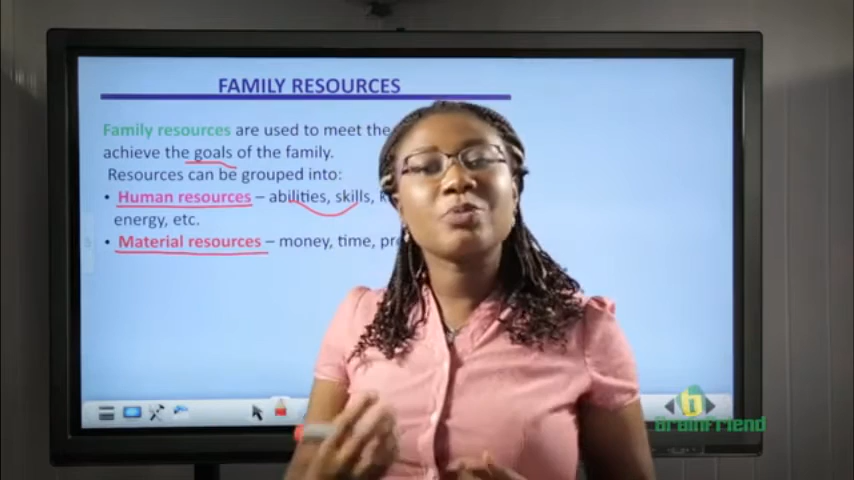 FAMILY RESOURCES
Family resources are used to meet the
achieve the goals of the family.
Resources can be grouped into:
• Human resources – abilities, skills,
energy, etc.
• Material resources – money, time,
b
Brainfriend